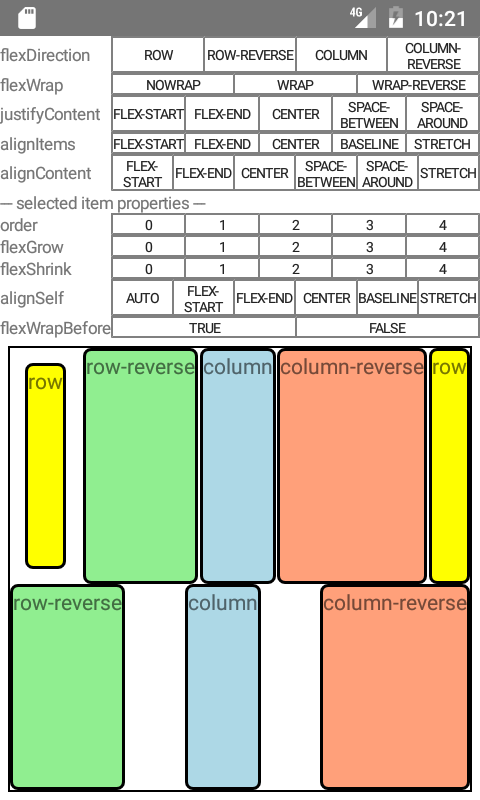 4G 10:21
flexDirection ROW ROW-REVERSE COLUMN COLUMN-
REVERSE
flexWrap NOWRAP WRAP WRAP-REVERSE
justifyContent FLEX-START FLEX-END CENTER SPACE-
BETWEEN SPACE-
AROUND
alignItems FLEX-START FLEX-END CENTER BASELINE STRETCH
alignContent FLEX-
START FLEX-END CENTER SPACE-
BETWEEN SPACE-
AROUND STRETCH
— selected item properties —
order 0 1 2 3 4
flexGrow 0 1 2 3 4
flexShrink 0 1 2 3 4
alignSelf AUTO FLEX-
START FLEX-END CENTER BASELINE STRETCH
flexWrapBefore TRUE FALSE
row row-reverse column column-reverse row
row-reverse column column-reverse